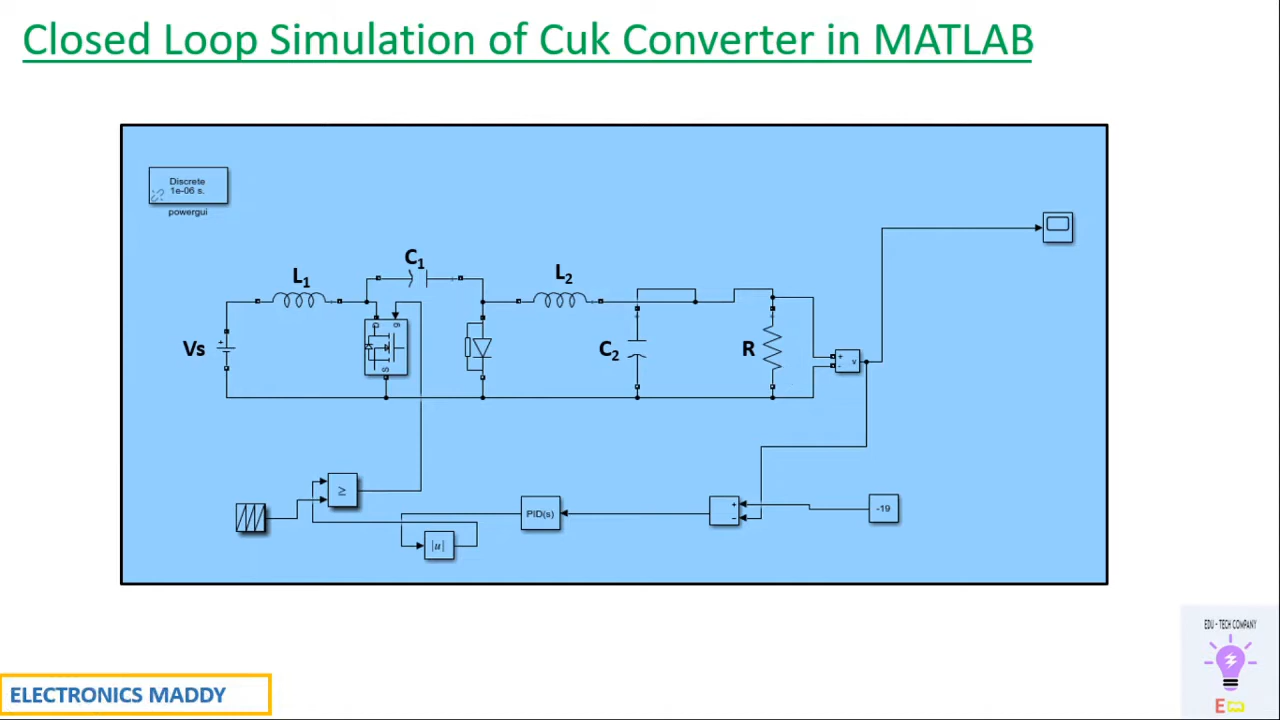 Closed Loop Simulation of Cuk Converter in MATLAB
Discrete
1e-06 s.
powergui
C1
L1
L2
Vs
D
g
S
C2
R
+
-
v
≥
PID(s)
+
−
-19
|u|
EDU - TECH COMPANY
ELECTRONICS MADDY